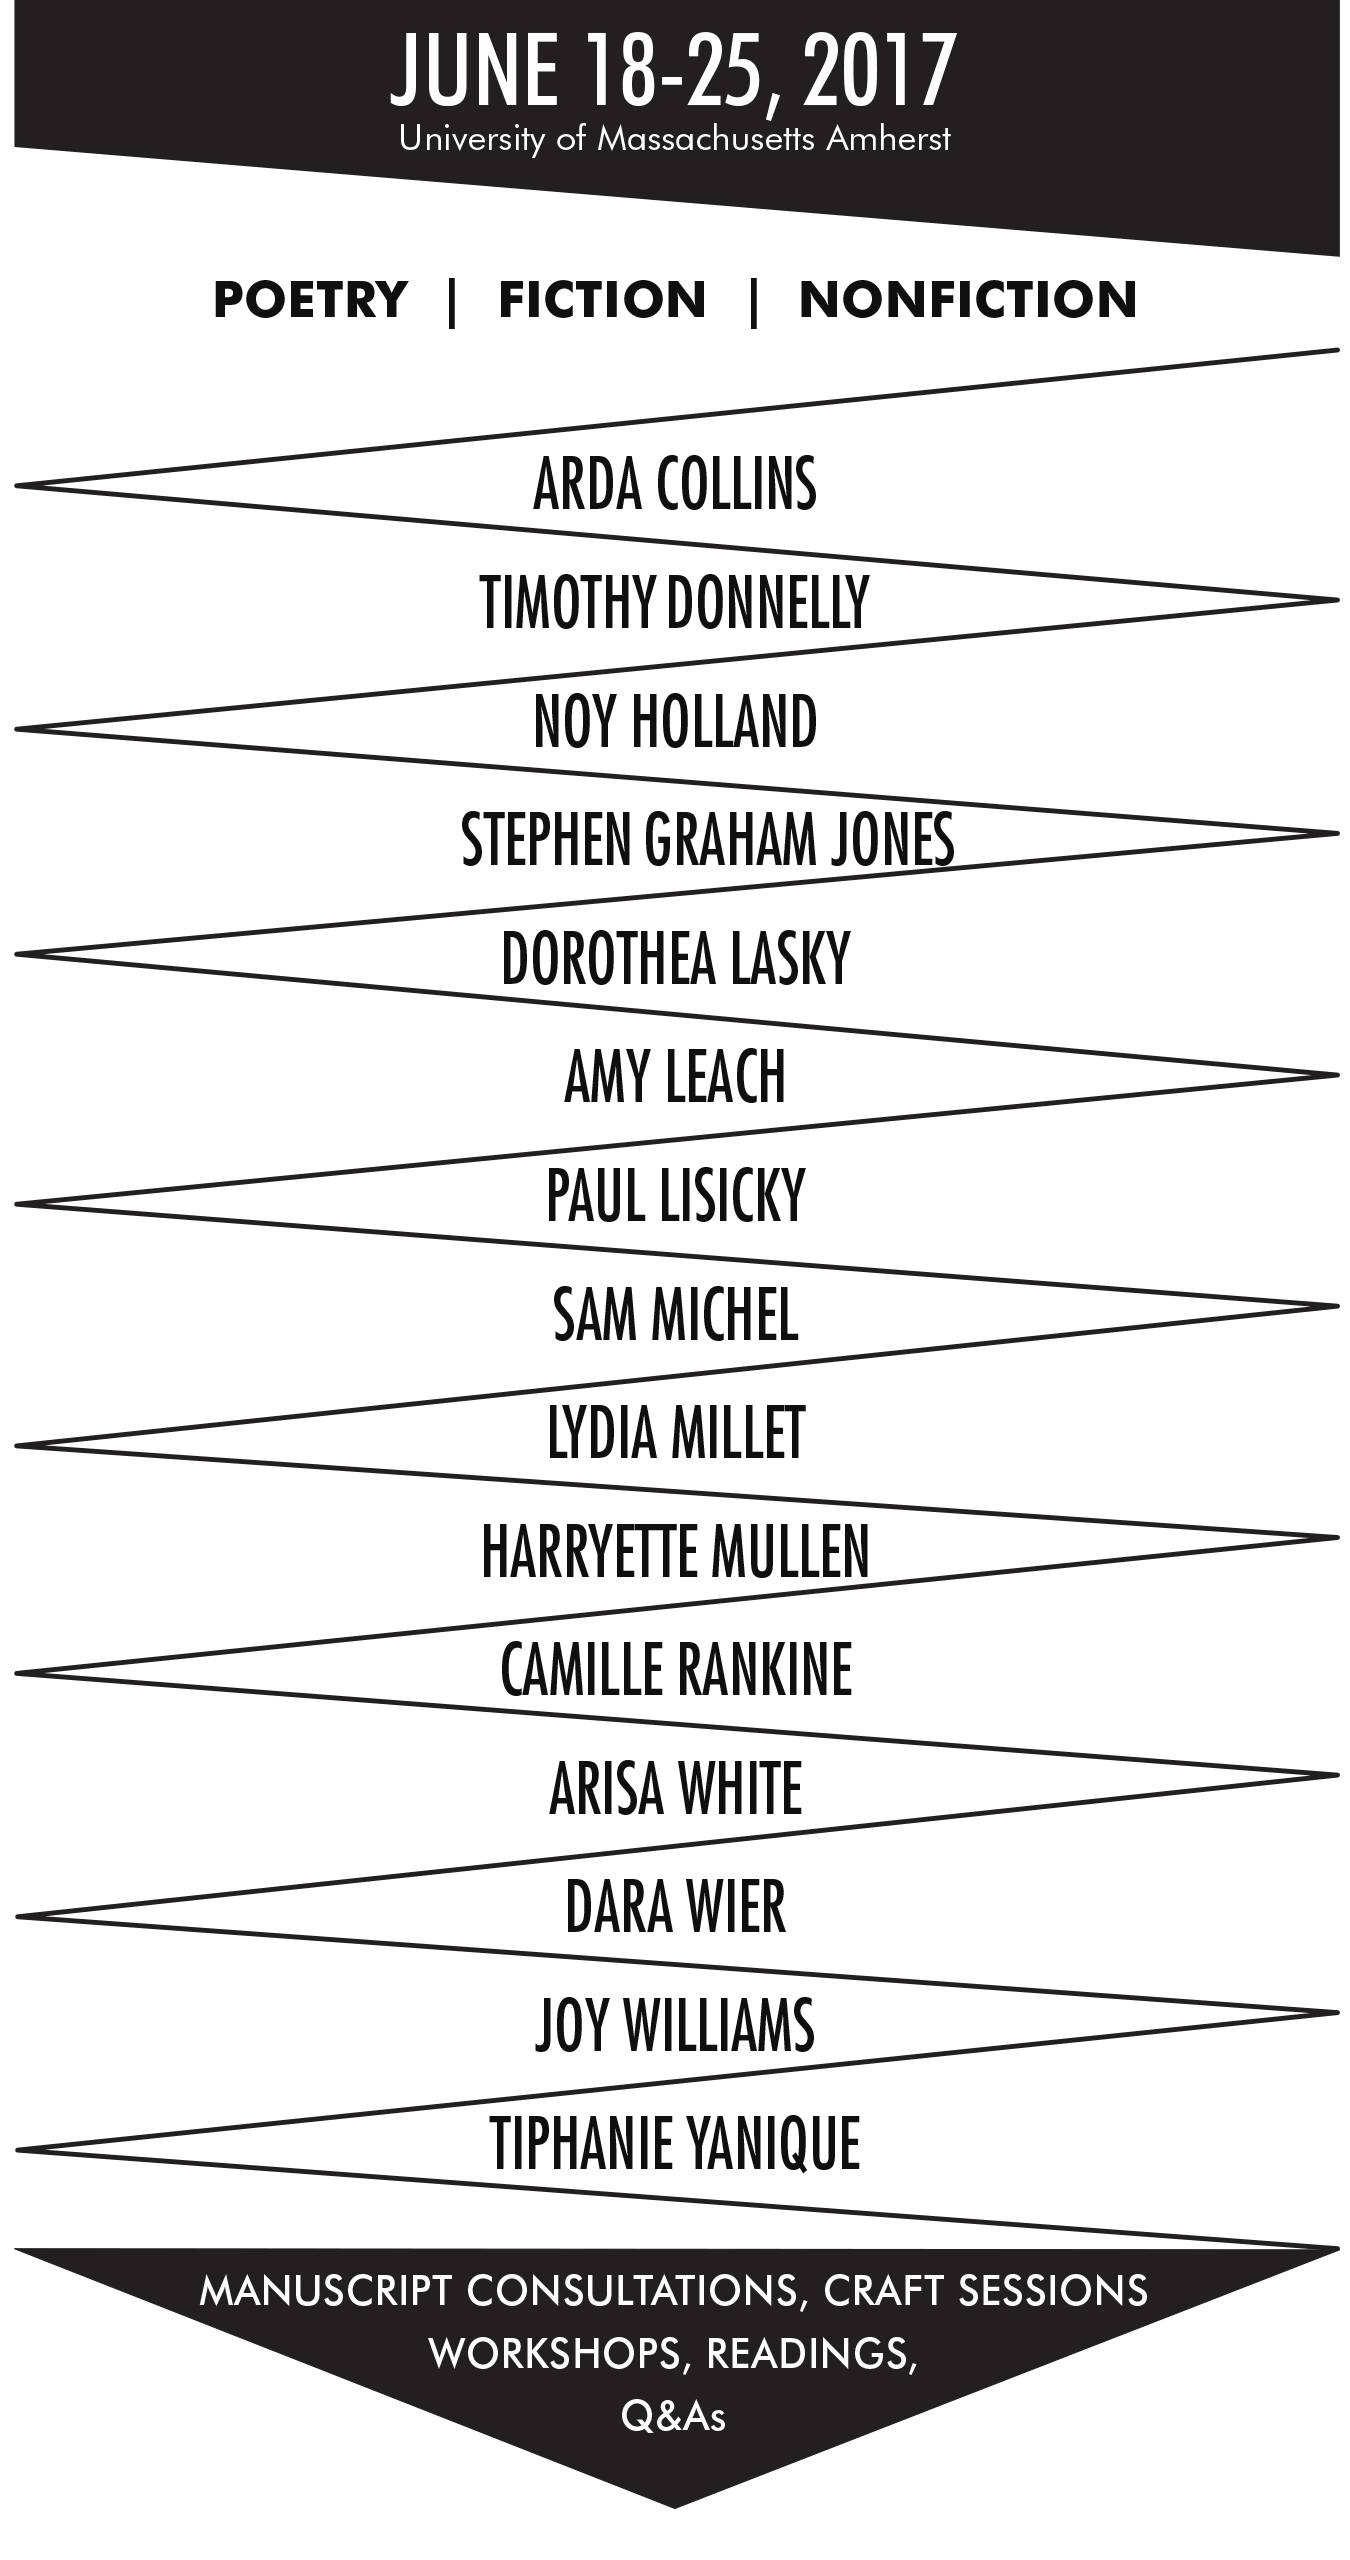 JUNE 18-25, 2017
University of Massachusetts Amherst
POETRY | FICTION | NONFICTION
ARDA COLLINS
TIMOTHY DONNELLY
NOY HOLLAND
STEPHEN GRAHAM JONES
DOROTHEA LASKY
AMY LEACH
PAUL LISICKY
SAM MICHEL
LYDIA MILLET
HARRYETTE MULLEN
CAMILLE RANKINE
ARISA WHITE
DARA WIER
JOY WILLIAMS
TIPHANIE YANIQUE
MANUSCRIPT CONSULTATIONS, CRAFT SESSIONS
WORKSHOPS, READINGS,
Q&As